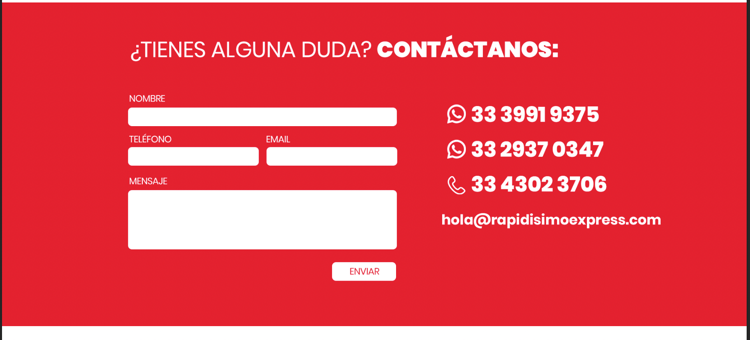 ¿TIENES ALGUNA DUDA? CONTÁCTANOS:
NOMBRE
TELÉFONO EMAIL
MENSAJE
ENVIAR
33 3991 9375
33 2937 0347
33 4302 3706
hola@rapidisimoexpress.com